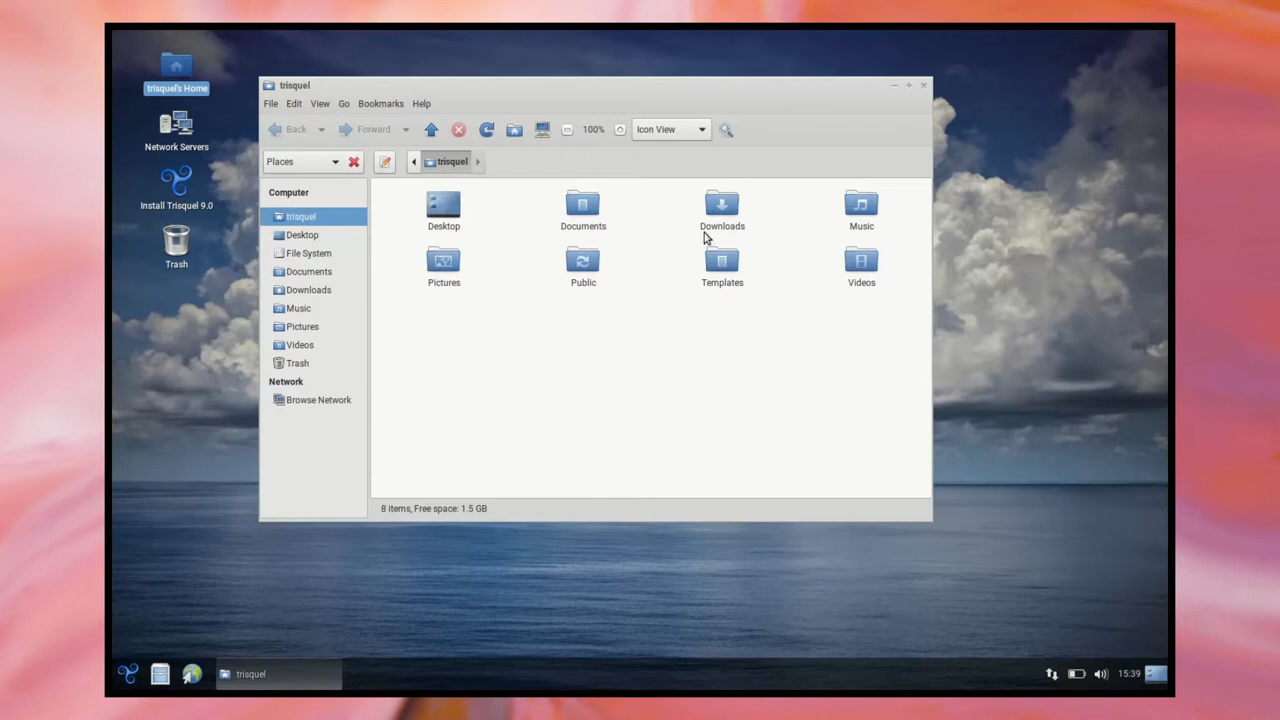 trisquel's Home
Network Servers
Install Trisquel 9.0
Trash
trisquel
File Edit View Go Bookmarks Help
Back Forward 100% Icon View
Places trisquel
Computer
trisquel
Desktop
File System
Documents
Downloads
Music
Pictures
Videos
Trash
Network
Browse Network
Desktop Documents Downloads Music
Pictures Public Templates Videos
8 items, Free space: 1.5 GB
trisquel 15:39